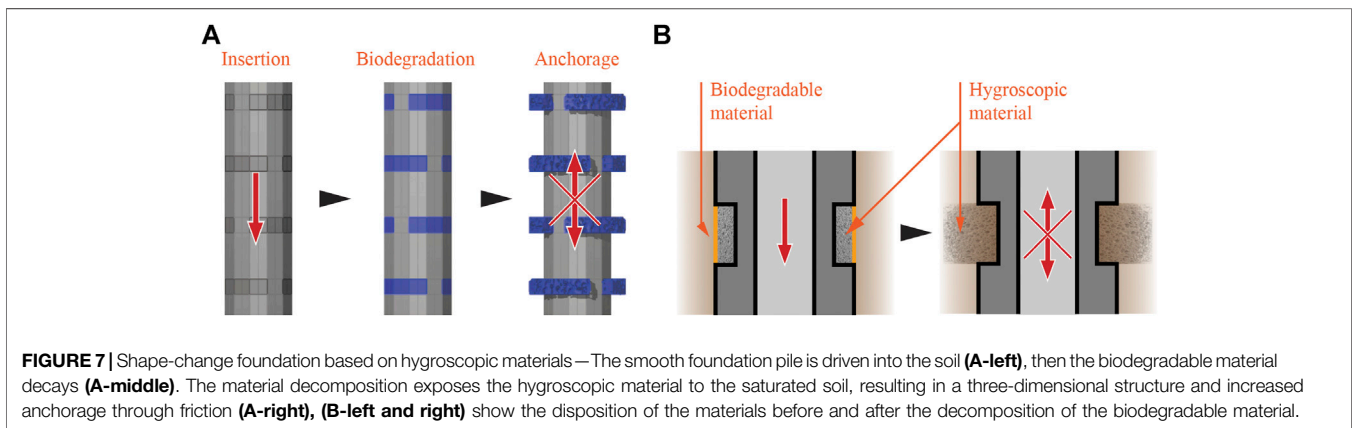 A
B
Insertion
Biodegradation
Anchorage
Biodegradable
material
Hygroscopic
material
FIGURE 7 | Shape-change foundation based on hygroscopic materials—The smooth foundation pile is driven into the soil (A-left), then the biodegradable material
decays (A-middle). The material decomposition exposes the hygroscopic material to the saturated soil, resulting in a three-dimensional structure and increased
anchorage through friction (A-right), (B-left and right) show the disposition of the materials before and after the decomposition of the biodegradable material.